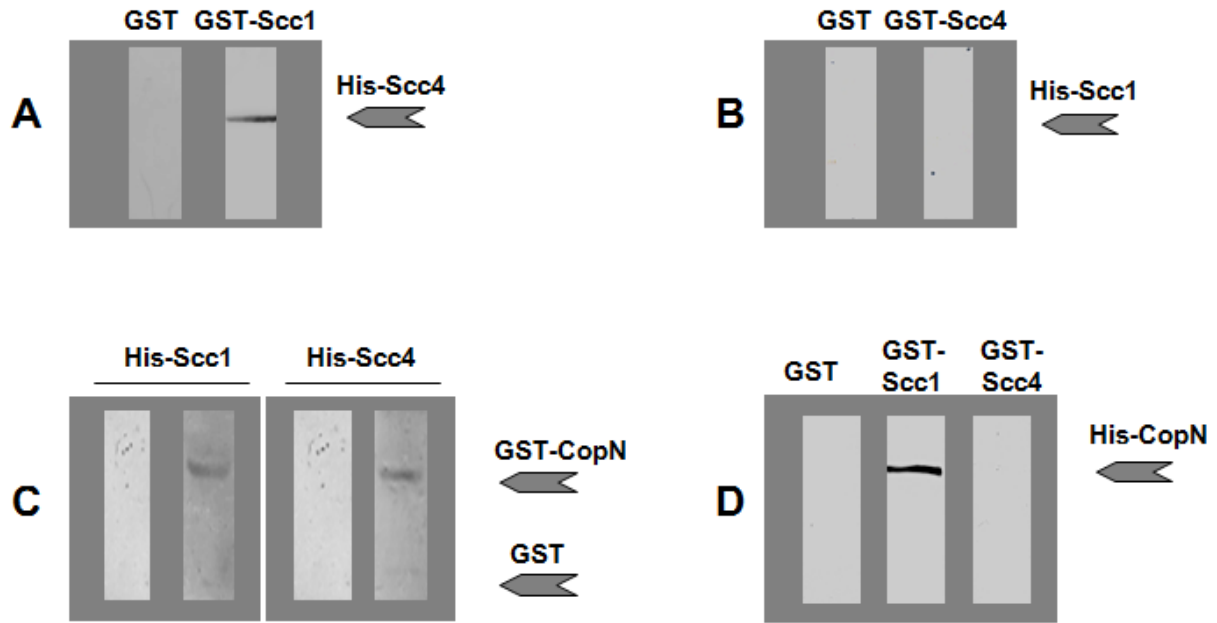 GST GST-Scc1
His-Scc4
A
GST GST-Scc4
His-Scc1
B
His-Scc1 His-Scc4
GST-CopN
C
GST
GST
GST-
Scc1
GST-
Scc4
His-CopN
D